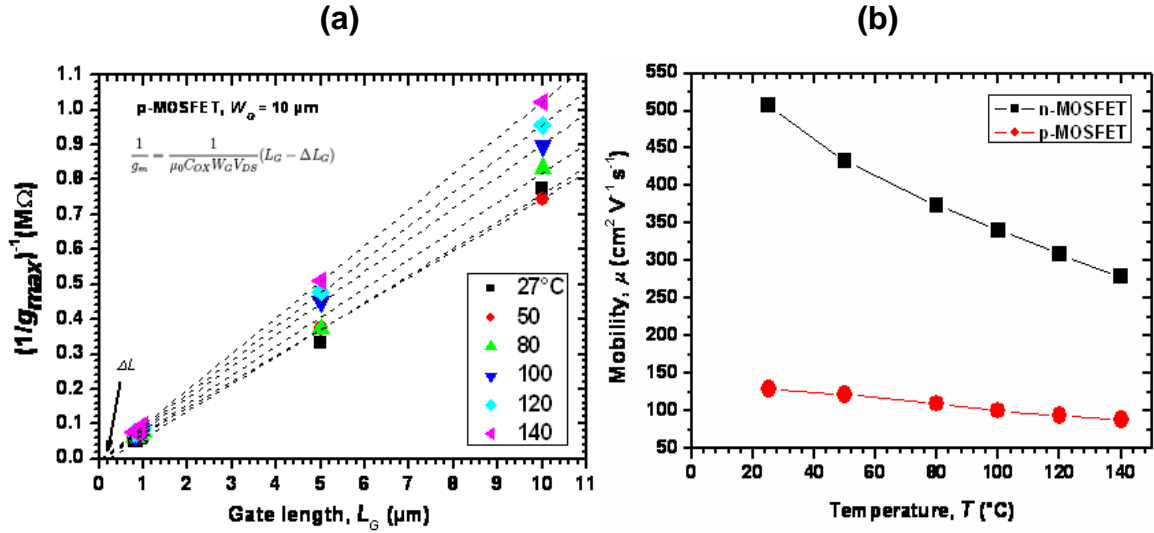 (a)
(b)
p-MOSFET, W_G = 10 µm
1/g_m = 1/(µ_0 C_OX W_G V_DS) (L_G − ΔL_G)
1.1
1.0
0.9
0.8
0.7
0.6
0.5
0.4
0.3
0.2
0.1
0.0
(1/g_max)^-1 (MΩ)
ΔL
27°C
50
80
100
120
140
0 1 2 3 4 5 6 7 8 9 10 11
Gate length, L_G (µm)
550
500
450
400
350
300
250
200
150
100
50
Mobility, µ (cm² V⁻¹ s⁻¹)
n-MOSFET
p-MOSFET
0 20 40 60 80 100 120 140
Temperature, T (°C)